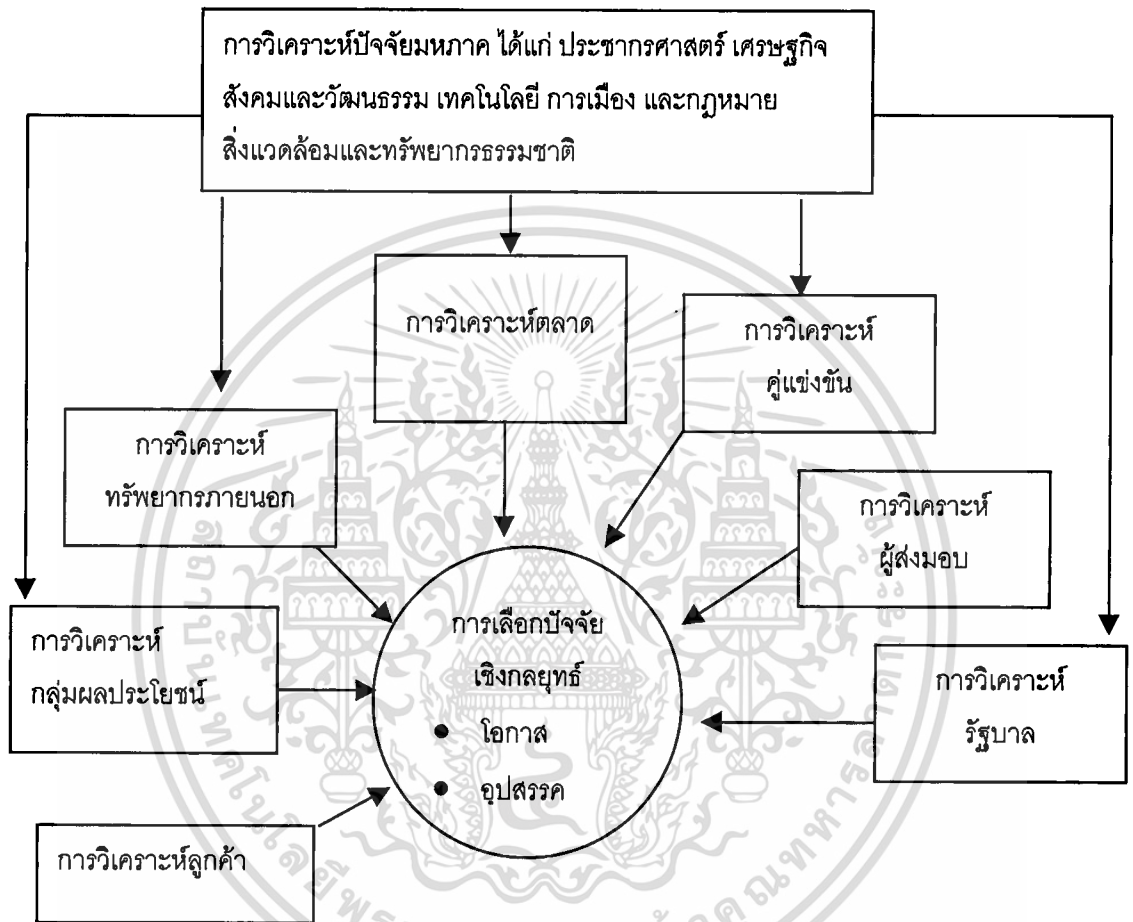 การวิเคราะห์ปัจจัยมหภาค ได้แก่ ประชากรศาสตร์ เศรษฐกิจ
สังคมและวัฒนธรรม เทคโนโลยี การเมือง และกฎหมาย
สิ่งแวดล้อมและทรัพยากรธรรมชาติ
การวิเคราะห์ตลาด
การวิเคราะห์
คู่แข่งขัน
การวิเคราะห์
ทรัพยากรภายนอก
การวิเคราะห์
ผู้ส่งมอบ
การวิเคราะห์
กลุ่มผลประโยชน์
การเลือกปัจจัย
เชิงกลยุทธ์
● โอกาส
● อุปสรรค
การวิเคราะห์
รัฐบาล
การวิเคราะห์ลูกค้า